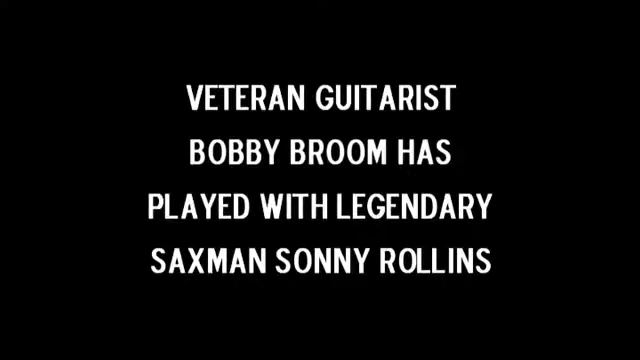 VETERAN GUITARIST
BOBBY BROOM HAS
PLAYED WITH LEGENDARY
SAXMAN SONNY ROLLINS